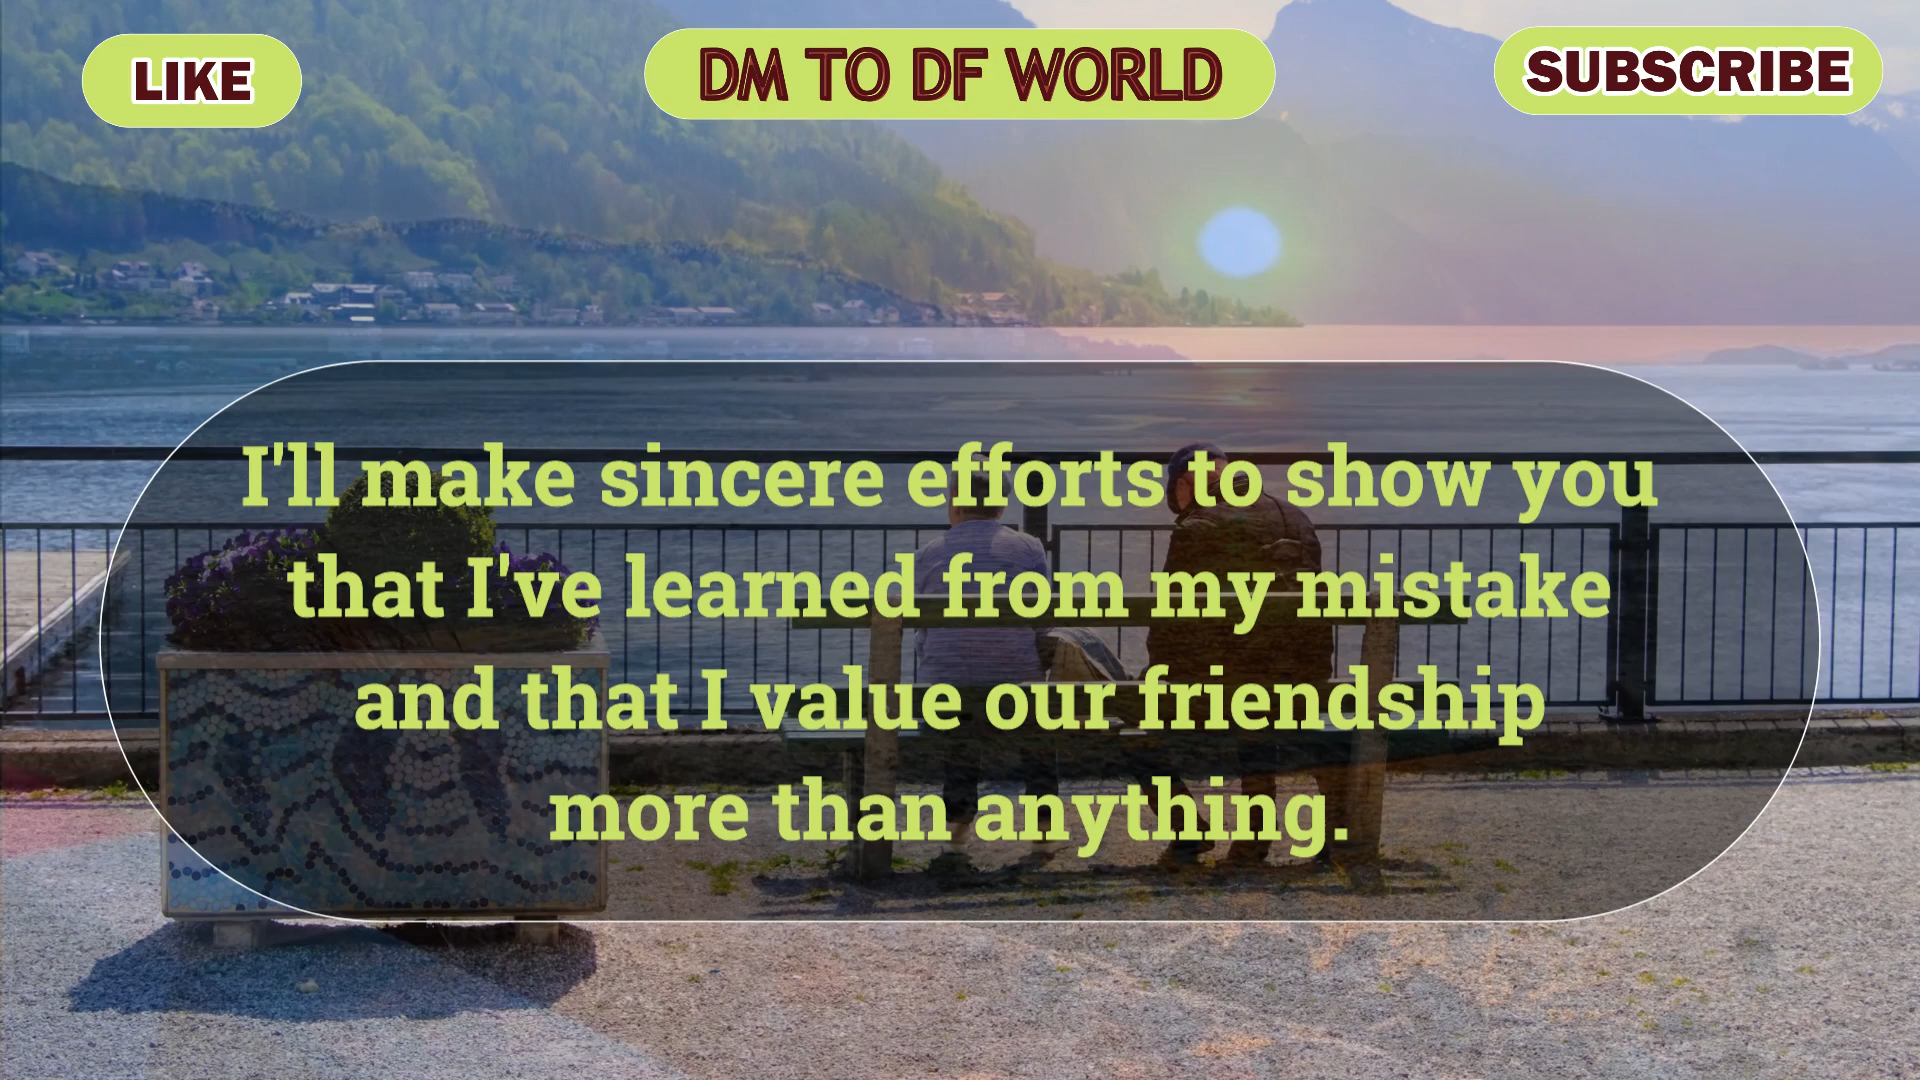 LIKE
DM TO DF WORLD
SUBSCRIBE
I'll make sincere efforts to show you
that I've learned from my mistake
and that I value our friendship
more than anything.